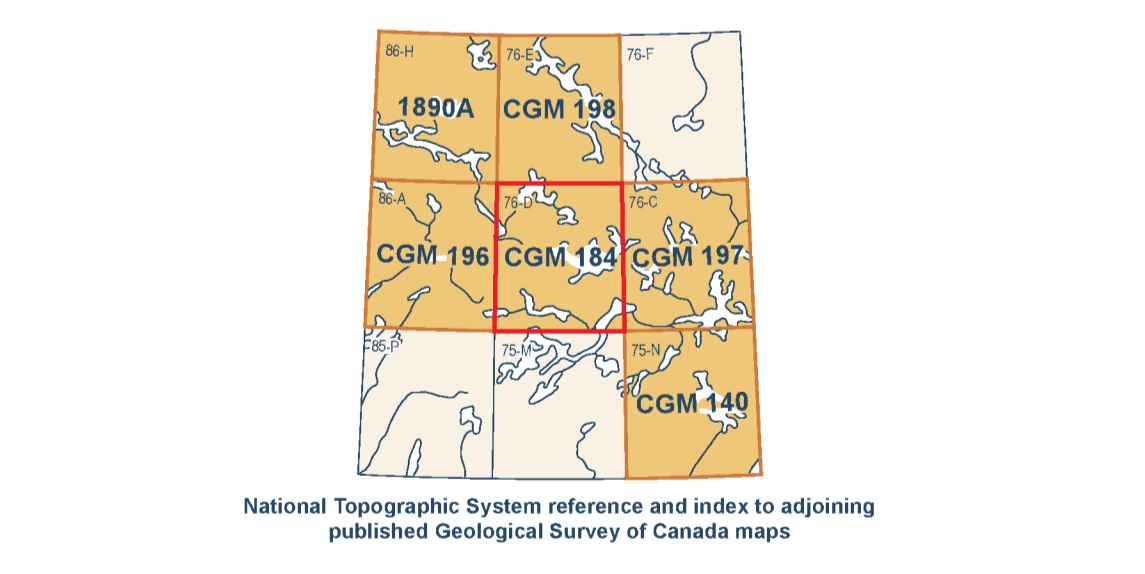 86-H
76-E
76-F
1890A
CGM 198
86-A
76-D
76-C
CGM 196
CGM 184
CGM 197
85-P
75-M
75-N
CGM 140
National Topographic System reference and index to adjoining
published Geological Survey of Canada maps